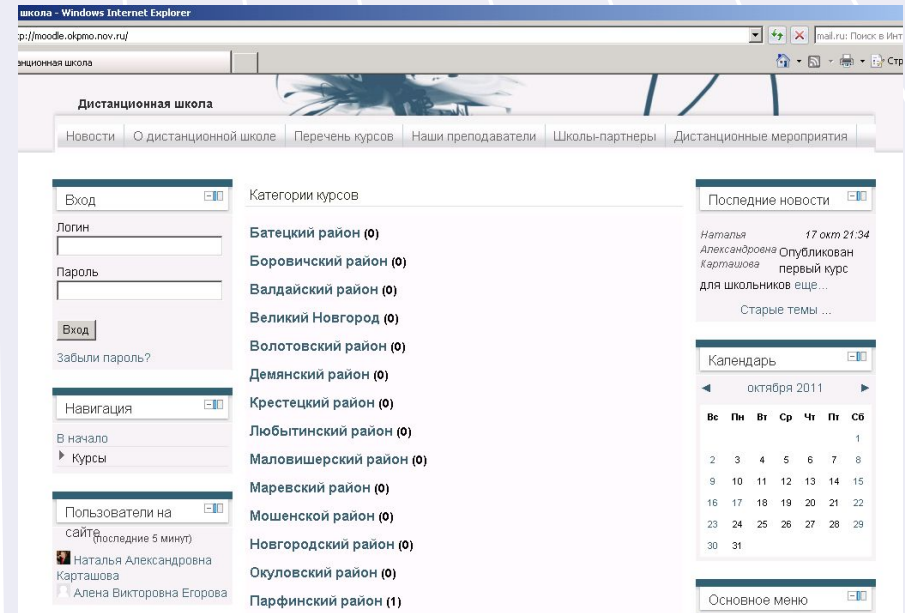 школа - Windows Internet Explorer
tp://moodle.okpmo.nov.ru/
mail.ru: Поиск в Инт
анционная школа
Стр
Дистанционная школа
Новости О дистанционной школе Перечень курсов Наши преподаватели Школы-партнеры Дистанционные мероприятия
Вход
Логин
Пароль
Вход
Забыли пароль?
Навигация
В начало
Курсы
Пользователи на
сайте
(последние 5 минут)
Наталья Александровна
Карташова
Алена Викторовна Егорова
Категории курсов
Батецкий район (0)
Боровичский район (0)
Валдайский район (0)
Великий Новгород (0)
Волотовский район (0)
Демянский район (0)
Крестецкий район (0)
Любытинский район (0)
Маловишерский район (0)
Маревский район (0)
Мошенской район (0)
Новгородский район (0)
Окуловский район (0)
Парфинский район (1)
Последние новости
Наталья 17 окт 21:34
Александровна Опубликован
Карташова первый курс
для школьников еще...
Старые темы ...
Календарь
◄ октября 2011 ►
Вс Пн Вт Ср Чт Пт Сб
1
2 3 4 5 6 7 8
9 10 11 12 13 14 15
16 17 18 19 20 21 22
23 24 25 26 27 28 29
30 31
Основное меню